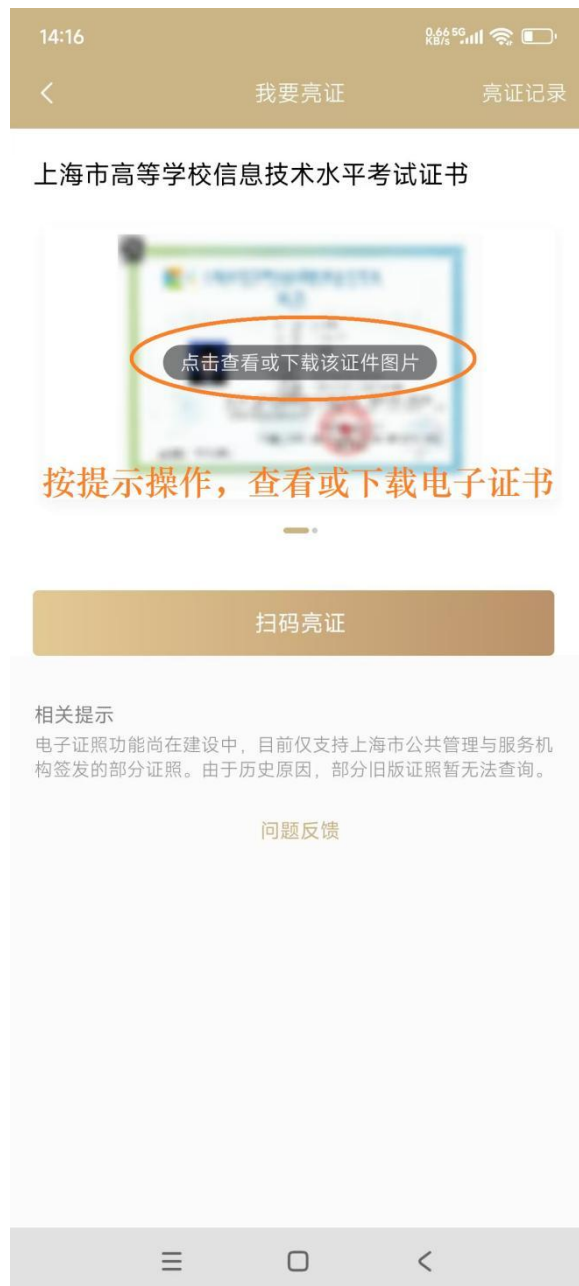 14:16
0.66 KB/s 5G
我要亮证
亮证记录
上海市高等学校信息技术水平考试证书
点击查看或下载该证件图片
按提示操作，查看或下载电子证书
扫码亮证
相关提示
电子证照功能尚在建设中，目前仅支持上海市公共管理与服务机
构签发的部分证照。由于历史原因，部分旧版证照暂无法查询。
问题反馈